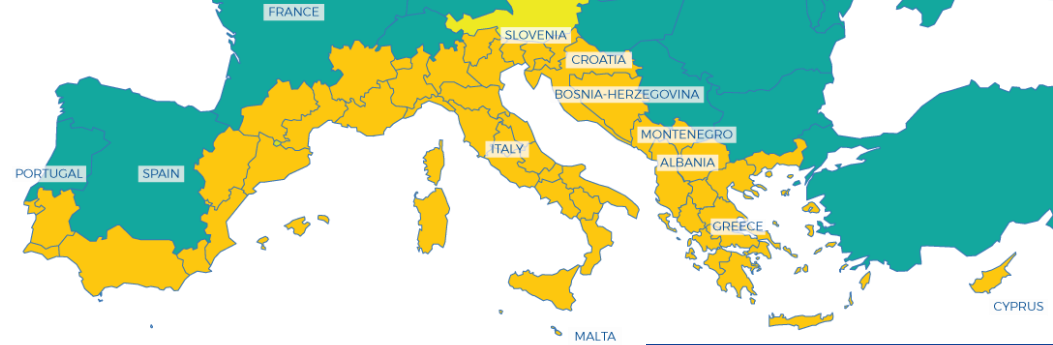 FRANCE
SLOVENIA
CROATIA
BOSNIA-HERZEGOVINA
MONTENEGRO
ITALY
ALBANIA
PORTUGAL
SPAIN
GREECE
CYPRUS
MALTA